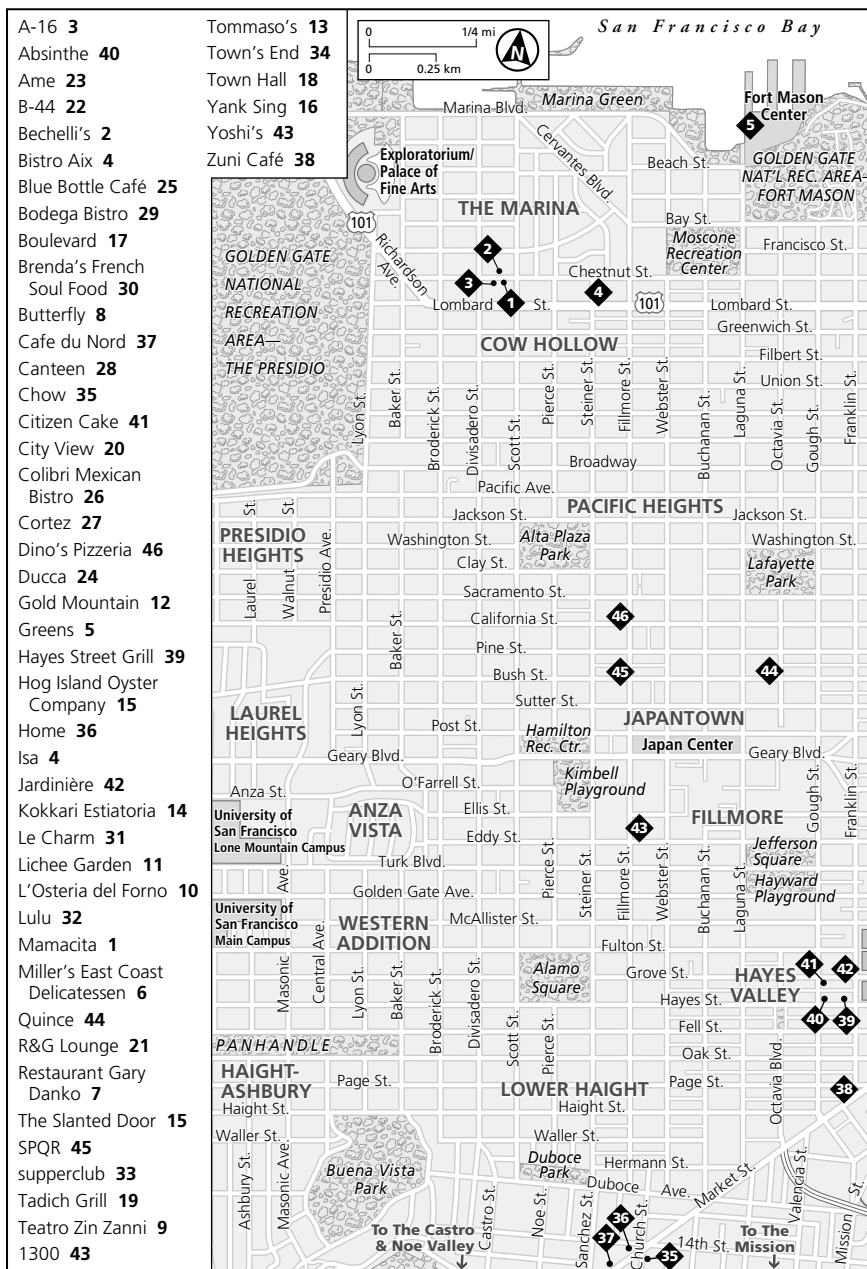 A-16 3
Absinthe 40
Ame 23
B-44 22
Bechelli's 2
Bistro Aix 4
Blue Bottle Café 25
Bodega Bistro 29
Boulevard 17
Brenda's French
Soul Food 30
Butterfly 8
Cafe du Nord 37
Canteen 28
Chow 35
Citizen Cake 41
City View 20
Colibri Mexican
Bistro 26
Cortez 27
Dino's Pizzeria 46
Ducca 24
Gold Mountain 12
Greens 5
Hayes Street Grill 39
Hog Island Oyster
Company 15
Home 36
Isa 4
Jardinière 42
Kokkari Estiatoria 14
Le Charm 31
Lichee Garden 11
L'Osteria del Forno 10
Lulu 32
Mamacita 1
Miller's East Coast
Delicatessen 6
Quince 44
R&G Lounge 21
Restaurant Gary
Danko 7
The Slanted Door 15
SPQR 45
supperclub 33
Tadich Grill 19
Teatro Zin Zanni 9
1300 43
Tommaso's 13
Town's End 34
Town Hall 18
Yank Sing 16
Yoshi's 43
Zuni Café 38
0 1/4 mi
0 0.25 km
N
San Francisco Bay
Marina Blvd.
Marina Green
Fort Mason
Center
5
Cervantes Blvd.
Beach St.
GOLDEN GATE
NAT'L REC. AREA–
FORT MASON
Exploratorium/
Palace of
Fine Arts
THE MARINA
Bay St.
101
Richardson
Ave.
Moscone
Recreation
Center
Francisco St.
GOLDEN GATE
NATIONAL
RECREATION
AREA—
THE PRESIDIO
2
3
1
4
Chestnut St.
101
Lombard St.
Lombard St.
Greenwich St.
COW HOLLOW
Filbert St.
Union St.
Lyon St.
Baker St.
Broderick St.
Divisadero St.
Scott St.
Pierce St.
Steiner St.
Fillmore St.
Webster St.
Buchanan St.
Laguna St.
Octavia St.
Gough St.
Franklin St.
Broadway
Pacific Ave.
PACIFIC HEIGHTS
Jackson St.
Jackson St.
PRESIDIO
HEIGHTS
Washington St.
Alta Plaza
Park
Washington St.
Clay St.
Lafayette
Park
Laurel St.
Walnut St.
Presidio Ave.
Sacramento St.
California St.
46
Baker St.
Pine St.
Bush St.
45
44
Sutter St.
LAUREL
HEIGHTS
Lyon St.
Post St.
Hamilton
Rec. Ctr.
JAPANTOWN
Japan Center
Geary Blvd.
Geary Blvd.
O'Farrell St.
Kimbell
Playground
Anza St.
University of
San Francisco
Lone Mountain Campus
ANZA
VISTA
Ellis St.
Eddy St.
43
FILLMORE
Gough St.
Franklin St.
Turk Blvd.
Jefferson
Square
Hayward
Playground
Golden Gate Ave.
Pierce St.
Steiner St.
Fillmore St.
Webster St.
Buchanan St.
Laguna St.
University of
San Francisco
Main Campus
WESTERN
ADDITION
McAllister St.
Fulton St.
Masonic Ave.
Central Ave.
Lyon St.
Baker St.
Broderick St.
Divisadero St.
Alamo
Square
Grove St.
HAYES
VALLEY
41
42
Hayes St.
40
39
Fell St.
Scott St.
Pierce St.
PANHANDLE
Oak St.
HAIGHT-
ASHBURY
Page St.
LOWER HAIGHT
Page St.
Octavia Blvd.
38
Haight St.
Haight St.
Waller St.
Waller St.
Ashbury St.
Masonic Ave.
Buena Vista
Park
Duboce
Park
Hermann St.
Duboce Ave.
Market St.
Valencia St.
Mission St.
Castro St.
Noe St.
Sanchez St.
Church St.
36
37
35
14th St.
To The Castro
& Noe Valley
To The
Mission